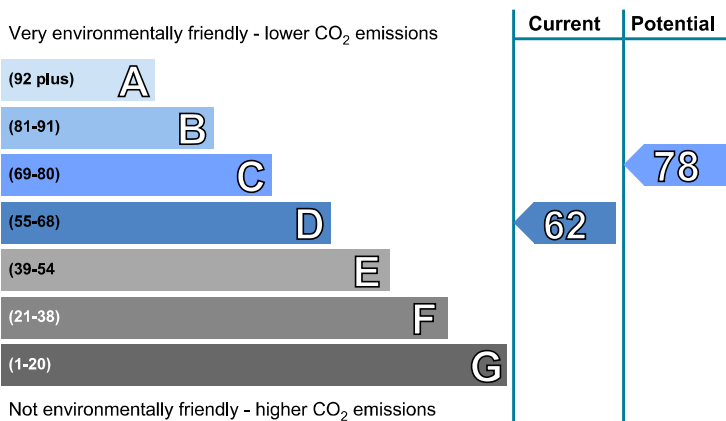 Very environmentally friendly - lower CO₂ emissions
Current
Potential
(92 plus) A
(81-91) B
(69-80) C
78
(55-68) D
62
(39-54 E
(21-38) F
(1-20) G
Not environmentally friendly - higher CO₂ emissions